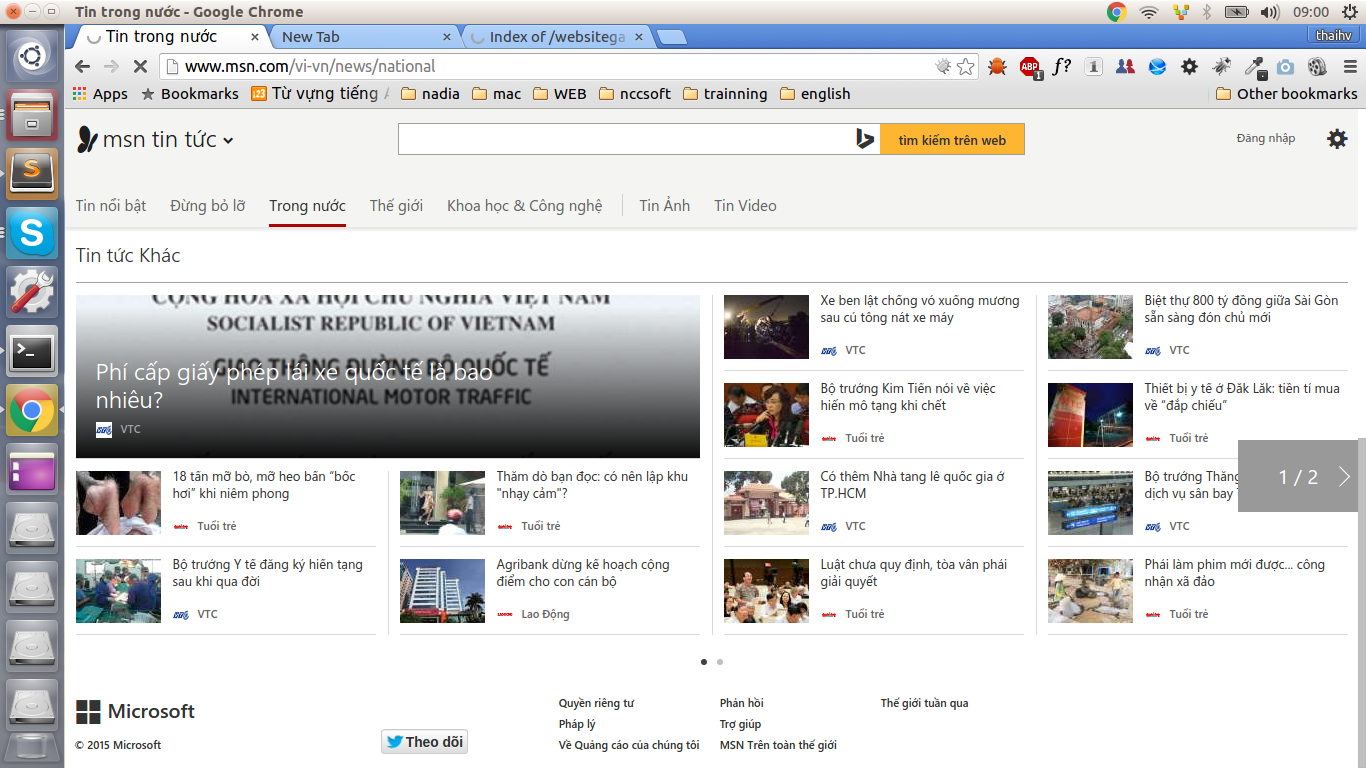 Tin trong nước - Google Chrome
09:00
Tin trong nước
New Tab
Index of /websitega
thaihv
www.msn.com/vi-vn/news/national
ABP
1
f?
Apps
Bookmarks
123
Từ vựng tiếng
nadia
mac
WEB
nccsoft
trainning
english
Other bookmarks
msn tin tức
tìm kiếm trên web
Đăng nhập
Tin nổi bật
Đừng bỏ lỡ
Trong nước
Thế giới
Khoa học & Công nghệ
Tin Ảnh
Tin Video
Tin tức Khác
CỘNG HÒA XÃ HỘI CHỦ NGHĨA VIỆT NAM
SOCIALIST REPUBLIC OF VIETNAM
GIAO THÔNG ĐƯỜNG BỘ QUỐC TẾ
INTERNATIONAL MOTOR TRAFFIC
Phí cấp giấy phép lái xe quốc tế là bao
nhiêu?
VTC
18 tấn mỡ bò, mỡ heo bẩn “bốc
hơi” khi niêm phong
Tuổi trẻ
Thăm dò bạn đọc: có nên lập khu
"nhạy cảm"?
Tuổi trẻ
Bộ trưởng Y tế đăng ký hiến tạng
sau khi qua đời
VTC
Agribank dừng kế hoạch cộng
điểm cho con cán bộ
Lao Động
Xe ben lật chổng vó xuống mương
sau cú tông nát xe máy
VTC
Bộ trưởng Kim Tiến nói về việc
hiến mô tạng khi chết
Tuổi trẻ
Có thêm Nhà tang lễ quốc gia ở
TP.HCM
VTC
Luật chưa quy định, tòa vẫn phải
giải quyết
Tuổi trẻ
Biệt thự 800 tỷ đồng giữa Sài Gòn
sẵn sàng đón chủ mới
VTC
Thiết bị y tế ở Đăk Lăk: tiền tỉ mua
về “đắp chiếu”
Tuổi trẻ
Bộ trưởng Thăng
dịch vụ sân bay
VTC
Phải làm phim mới được... công
nhận xã đảo
Tuổi trẻ
1 / 2
Microsoft
© 2015 Microsoft
Theo dõi
Quyền riêng tư
Pháp lý
Về Quảng cáo của chúng tôi
Phản hồi
Trợ giúp
MSN Trên toàn thế giới
Thế giới tuần qua